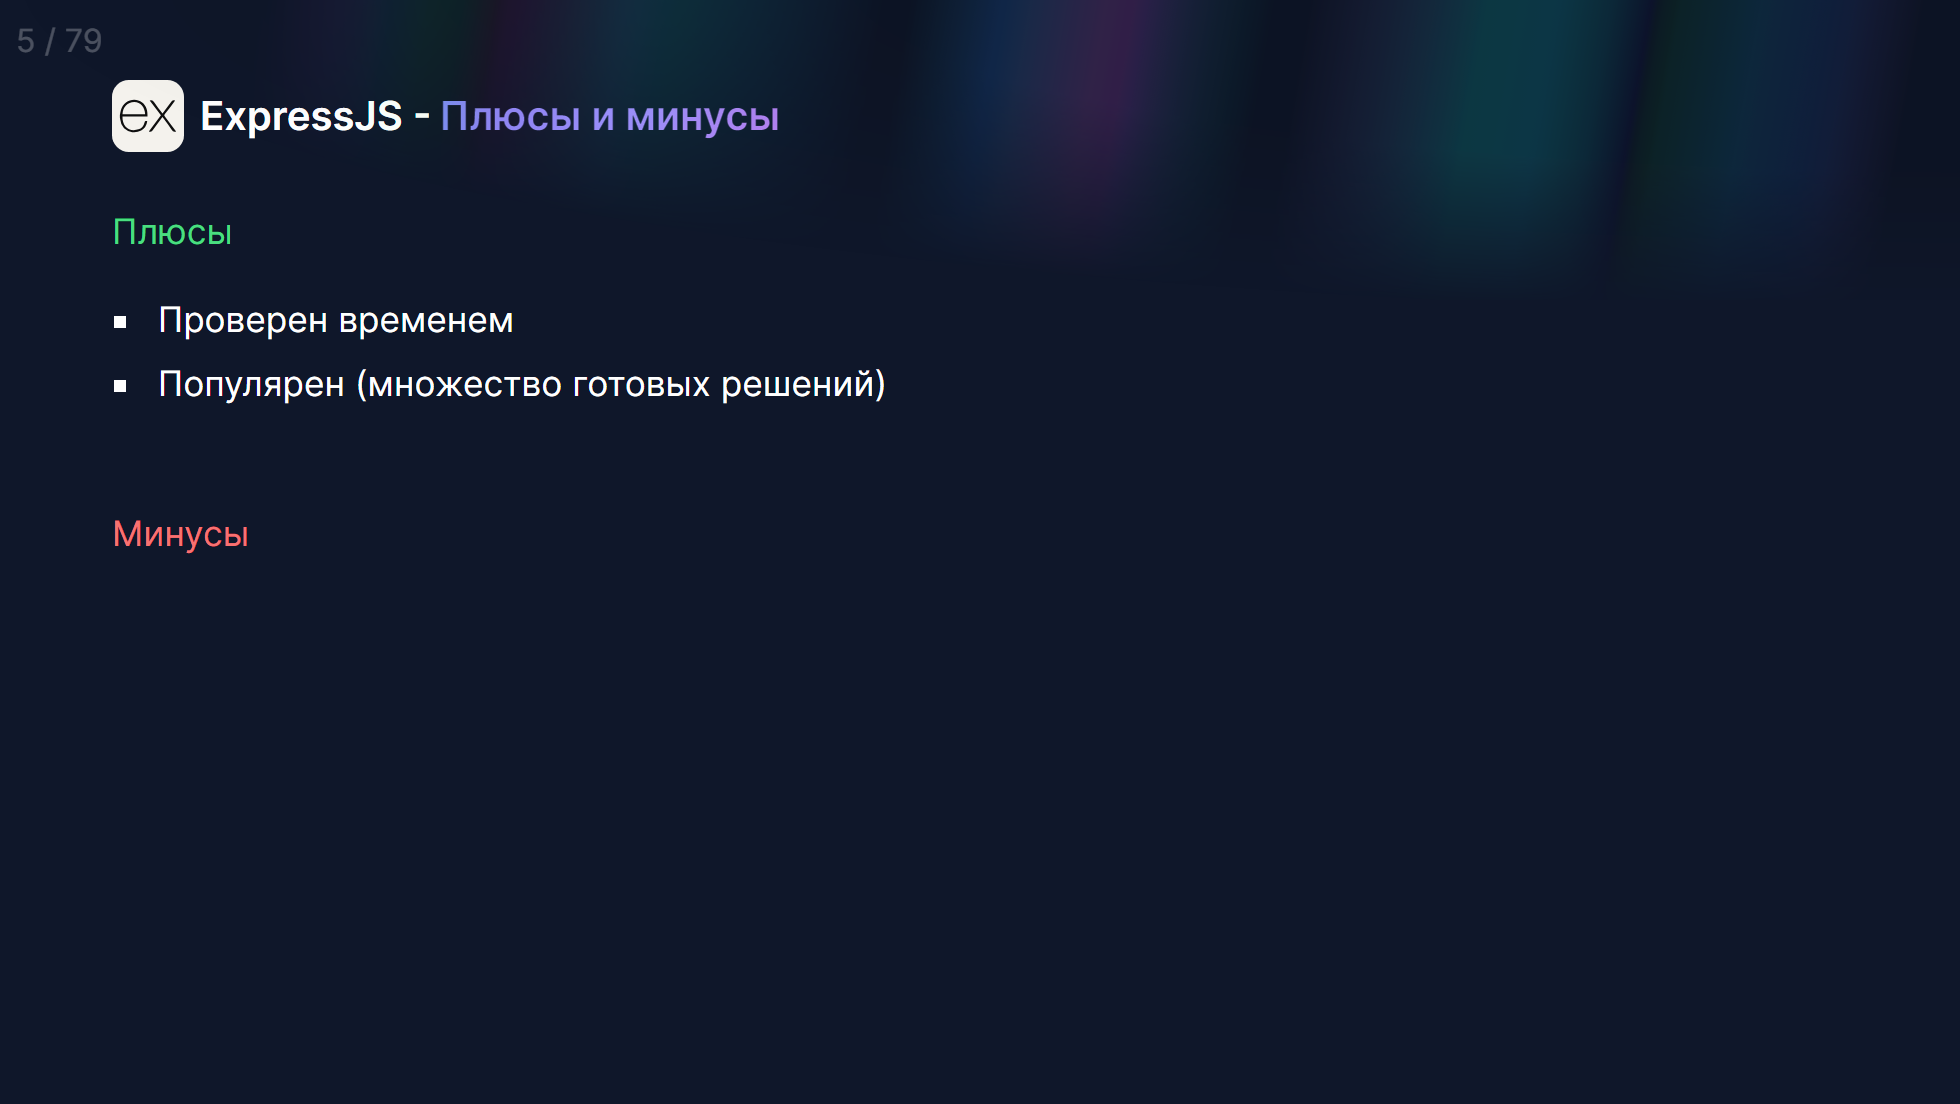 5 / 79
ex ExpressJS - Плюсы и минусы
Плюсы
▪ Проверен временем
▪ Популярен (множество готовых решений)
Минусы